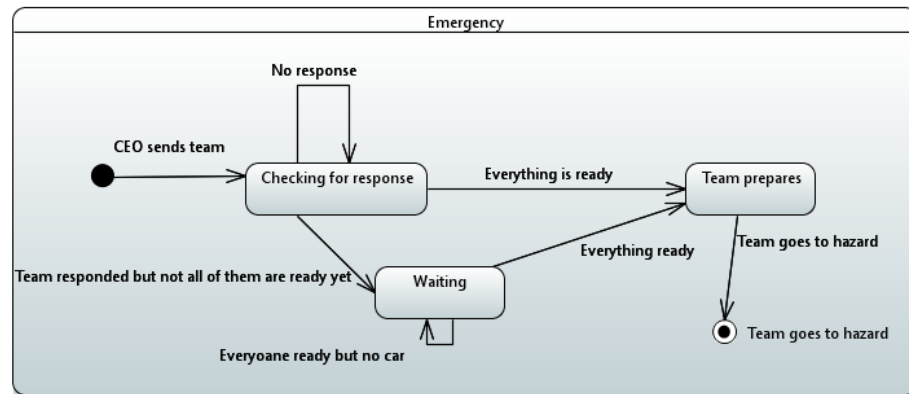 Emergency
No response
CEO sends team
Checking for response
Everything is ready
Team prepares
Team goes to hazard
Everything ready
Team responded but not all of them are ready yet
Waiting
Team goes to hazard
Everyoane ready but no car